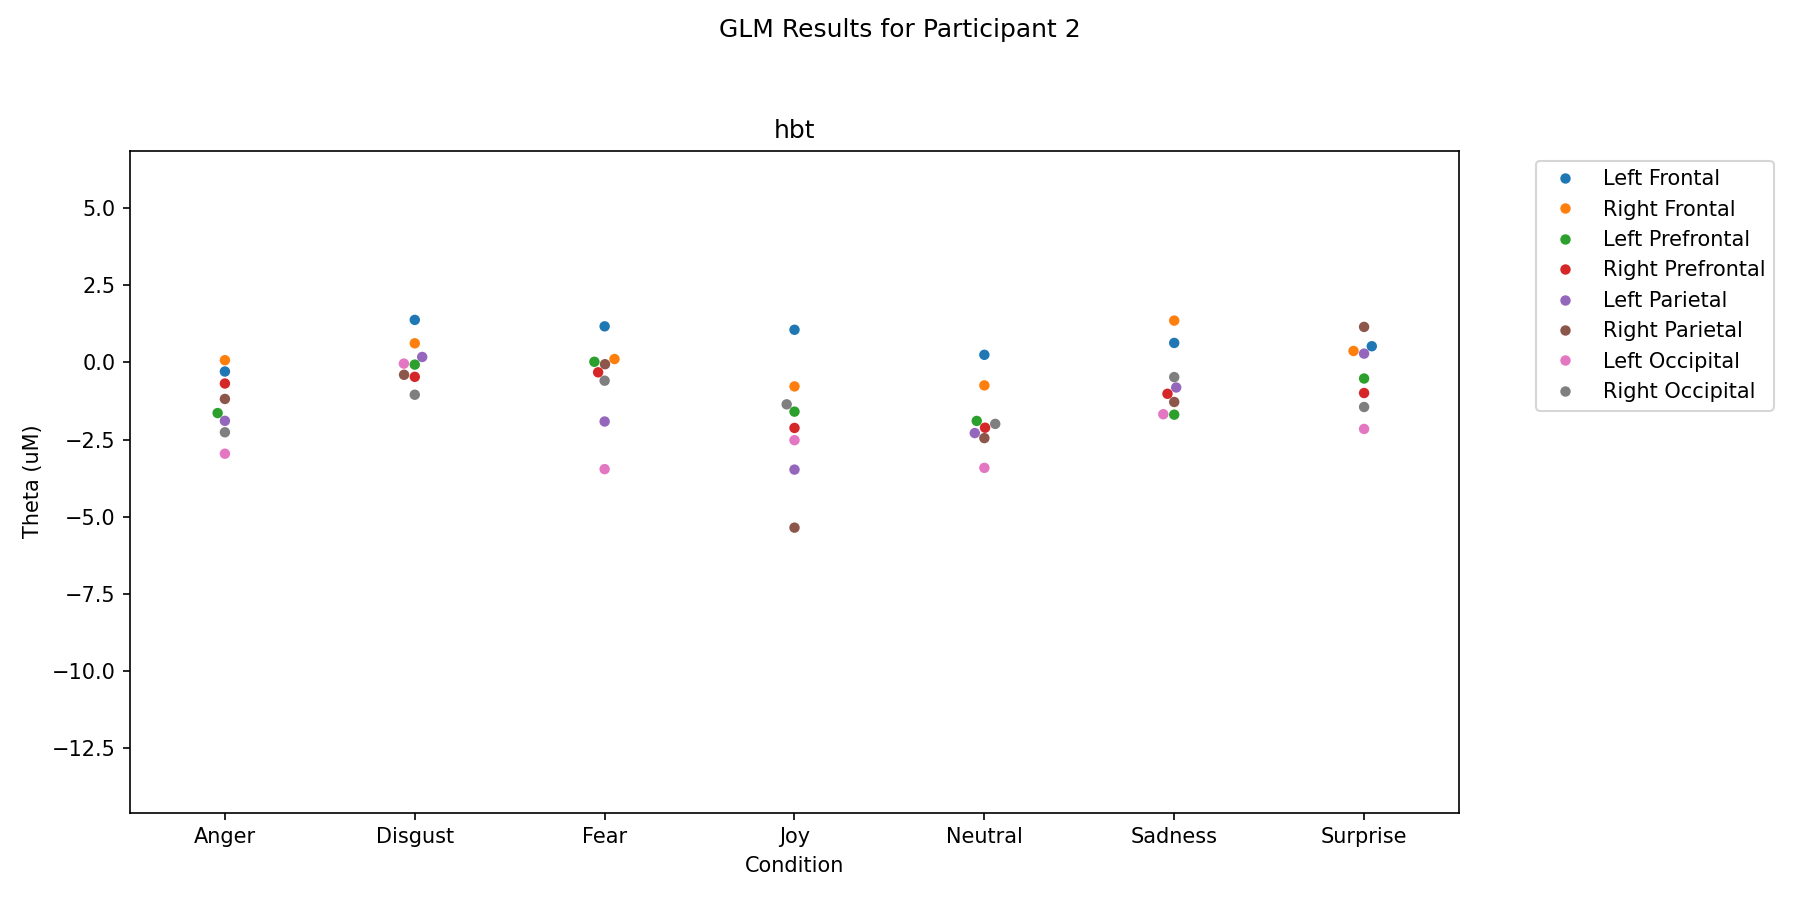 GLM Results for Participant 2
hbt
Left Frontal
Right Frontal
Left Prefrontal
Right Prefrontal
Left Parietal
Right Parietal
Left Occipital
Right Occipital
Theta (uM)
5.0
2.5
0.0
−2.5
−5.0
−7.5
−10.0
−12.5
Anger Disgust Fear Joy Neutral Sadness Surprise
Condition